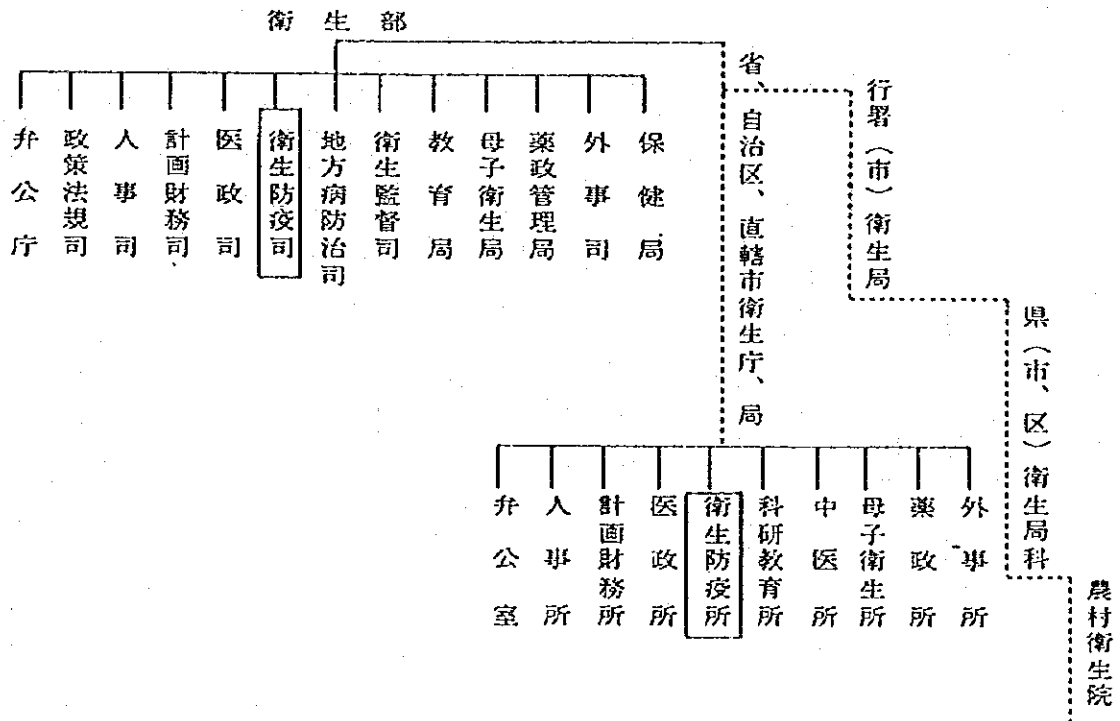 衛生部
弁公庁
政策法規司
人事司
計画財務司
医政司
衛生防疫司
地方病防治司
衛生監督司
教育局
母子衛生局
薬政管理局
外事司
保健局
省、自治区、直轄市衛生庁、局
行署(市)衛生局
県(市、区)衛生局科
農村衛生院
弁公室
人事所
計画財務所
医政所
衛生防疫所
科研教育所
中医所
母子衛生所
薬政所
外事所